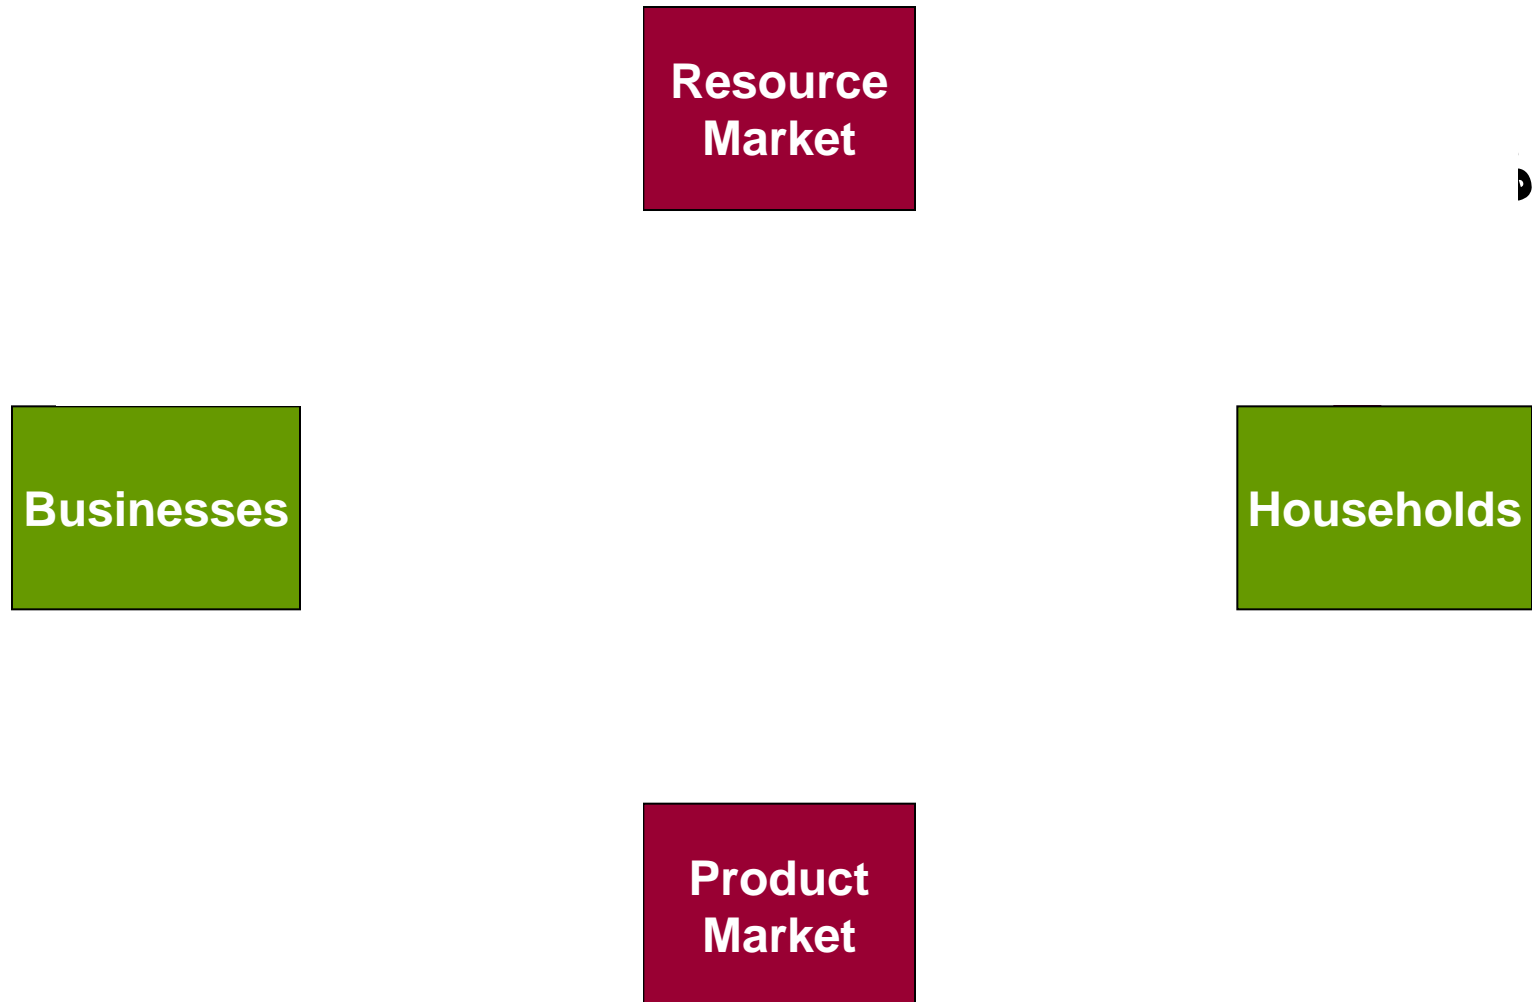 Resource
Market
Businesses
Households
Product
Market